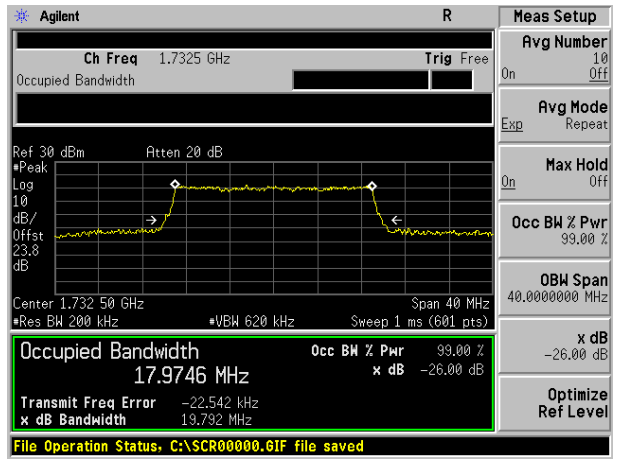 Agilent R Meas Setup
Ch Freq 1.7325 GHz Trig Free
Occupied Bandwidth
Avg Number
10
On Off
Avg Mode
Exp Repeat
Max Hold
On Off
Occ BW % Pwr
99.00 %
OBW Span
40.0000000 MHz
x dB
-26.00 dB
Optimize
Ref Level
Ref 30 dBm Atten 20 dB
#Peak
Log
10
dB/
Offst
23.8
dB
Center 1.732 50 GHz Span 40 MHz
#Res BW 200 kHz #VBW 620 kHz Sweep 1 ms (601 pts)
Occupied Bandwidth Occ BW % Pwr 99.00 %
17.9746 MHz x dB -26.00 dB
Transmit Freq Error -22.542 kHz
x dB Bandwidth 19.792 MHz
File Operation Status, C:\SCR00000.GIF file saved